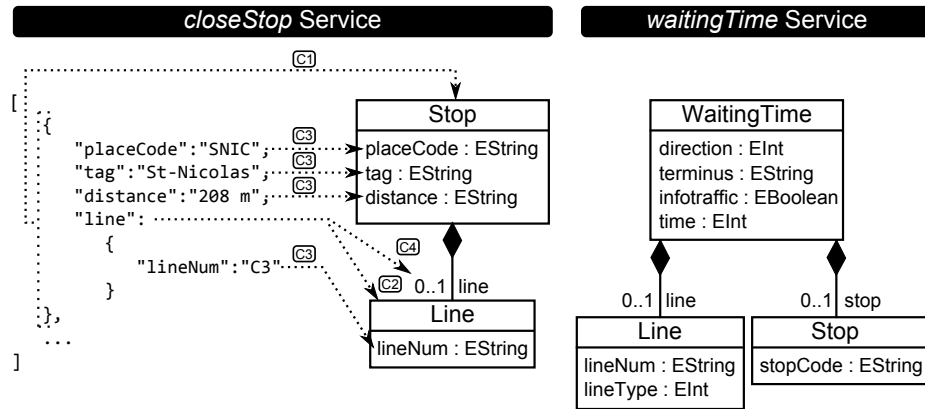 closeStop Service
waitingTime Service
C1
[
{
"placeCode":"SNIC",
"tag":"St-Nicolas",
"distance":"208 m",
"line":
{
"lineNum":"C3"
}
},
...
]
C3
C3
C3
C4
C3
C2
Stop
placeCode : EString
tag : EString
distance : EString
0..1 line
Line
lineNum : EString
WaitingTime
direction : EInt
terminus : EString
infotraffic : EBoolean
time : EInt
0..1 line
0..1 stop
Line
lineNum : EString
lineType : EInt
Stop
stopCode : EString